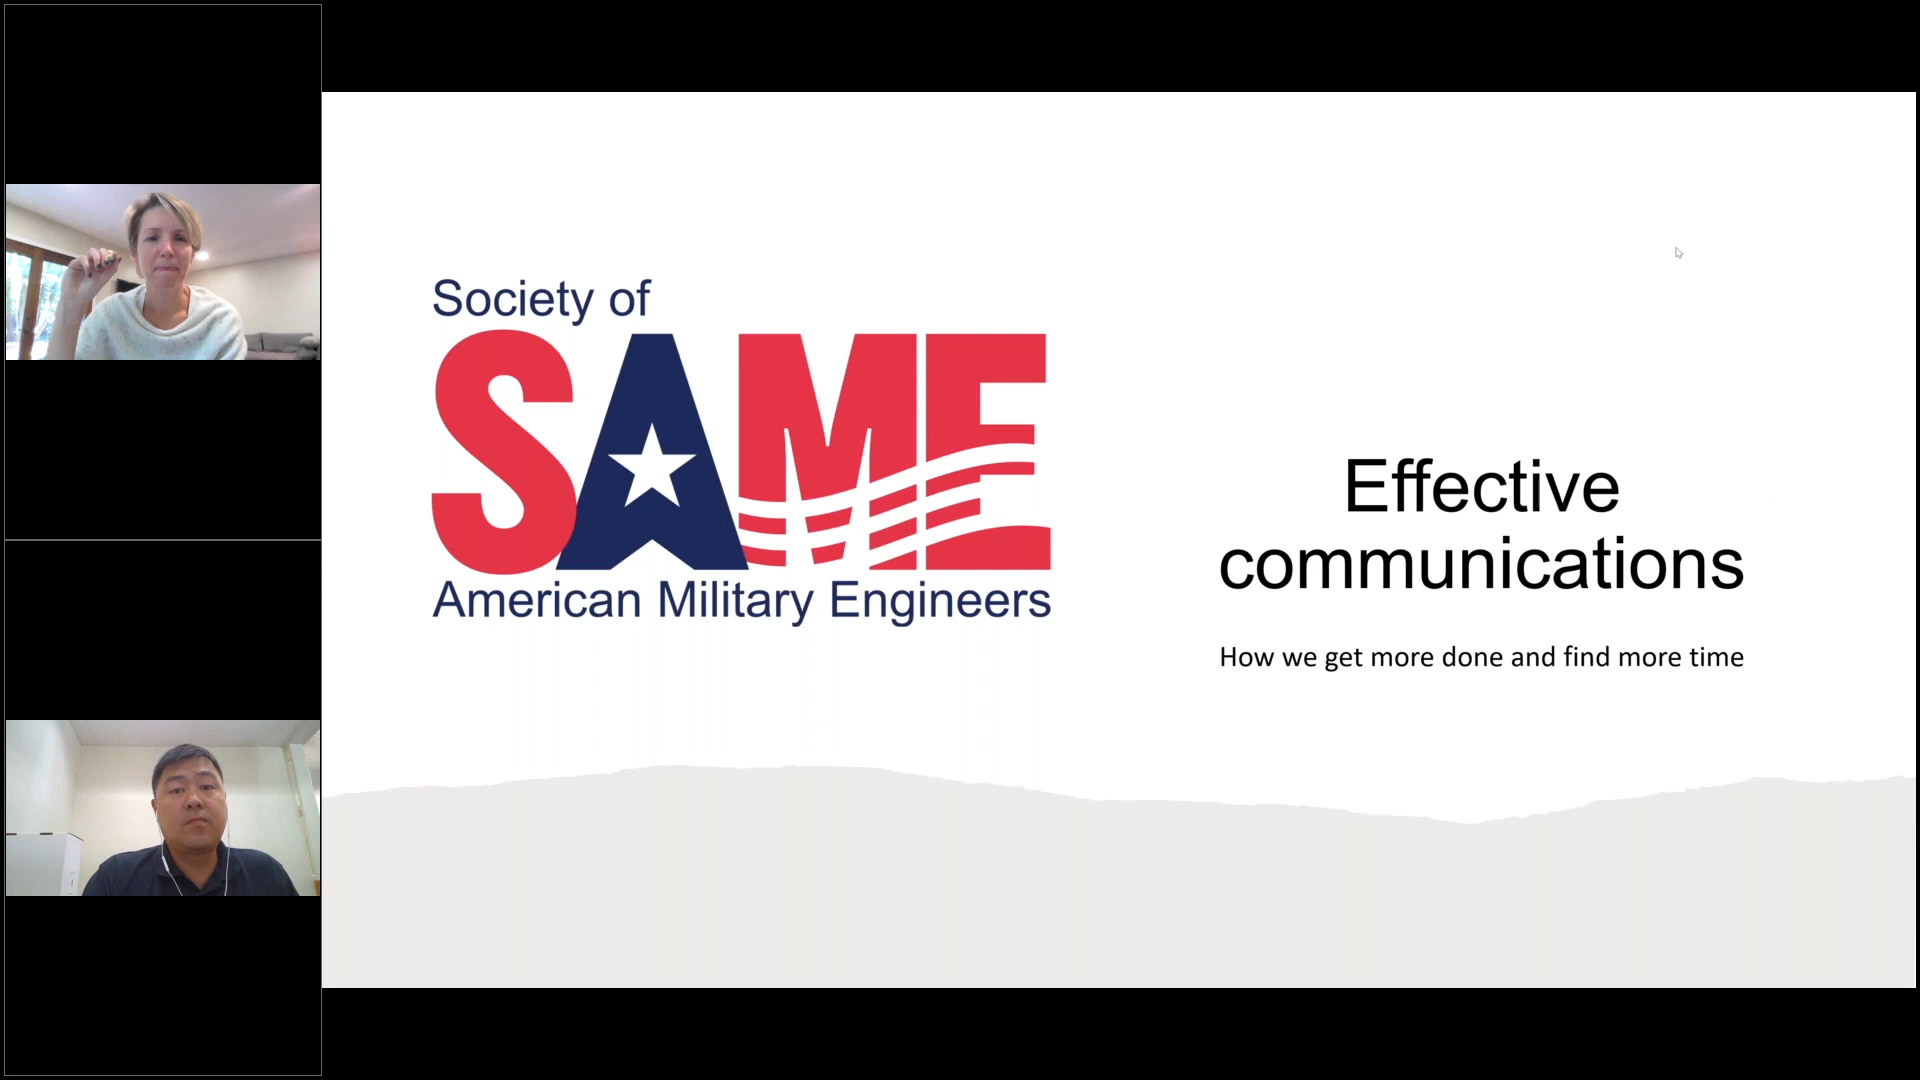 Society of
SAME
American Military Engineers
Effective
communications
How we get more done and find more time